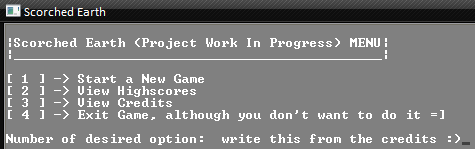 Scorched Earth
¦Scorched Earth (Project Work In Progress) MENU¦
¦______________________________________________¦
[ 1 ] -> Start a New Game
[ 2 ] -> View Highscores
[ 3 ] -> View Credits
[ 4 ] -> Exit Game, although you don't want to do it =]
Number of desired option:  write this from the credits :)_